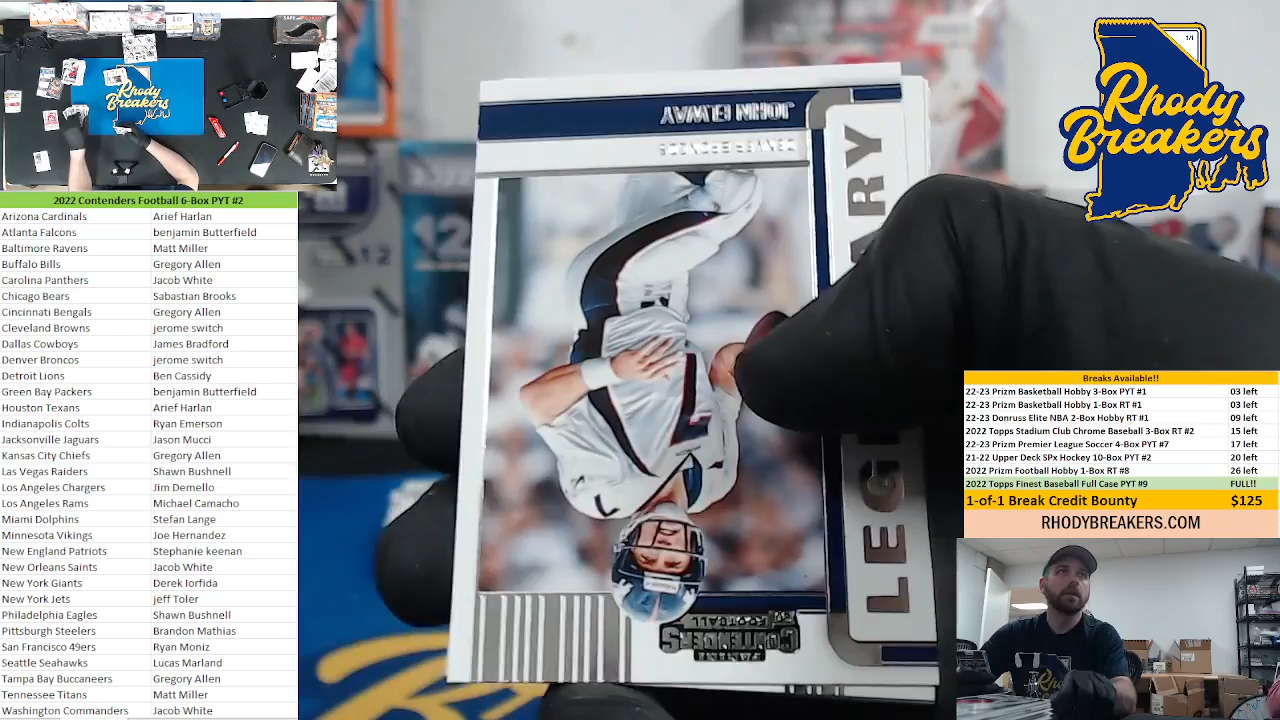 2022 Contenders Football 6-Box PYT #2
Arizona Cardinals Arief Harlan
Atlanta Falcons benjamin Butterfield
Baltimore Ravens Matt Miller
Buffalo Bills Gregory Allen
Carolina Panthers Jacob White
Chicago Bears Sabastian Brooks
Cincinnati Bengals Gregory Allen
Cleveland Browns jerome switch
Dallas Cowboys James Bradford
Denver Broncos jerome switch
Detroit Lions Ben Cassidy
Green Bay Packers benjamin Butterfield
Houston Texans Arief Harlan
Indianapolis Colts Ryan Emerson
Jacksonville Jaguars Jason Mucci
Kansas City Chiefs Gregory Allen
Las Vegas Raiders Shawn Bushnell
Los Angeles Chargers Jim Demello
Los Angeles Rams Michael Camacho
Miami Dolphins Stefan Lange
Minnesota Vikings Joe Hernandez
New England Patriots Stephanie keenan
New Orleans Saints Jacob White
New York Giants Derek Iorfida
New York Jets jeff Toler
Philadelphia Eagles Shawn Bushnell
Pittsburgh Steelers Brandon Mathias
San Francisco 49ers Ryan Moniz
Seattle Seahawks Lucas Marland
Tampa Bay Buccaneers Gregory Allen
Tennessee Titans Matt Miller
Washington Commanders Jacob White
Rhody
Breakers
JOHN ELWAY
DENVER BRONCOS
PANINI
CONTENDERS
FOOTBALL
LEG
ARY
7
12
1/1
Rhody
Breakers
Breaks Available!!
22-23 Prizm Basketball Hobby 3-Box PYT #1 03 left
22-23 Prizm Basketball Hobby 1-Box RT #1 03 left
22-23 Donruss Elite NBA 2-Box Hobby RT #1 09 left
2022 Topps Stadium Club Chrome Baseball 3-Box RT #2 15 left
22-23 Prizm Premier League Soccer 4-Box PYT #7 17 left
21-22 Upper Deck SPx Hockey 10-Box PYT #2 20 left
2022 Prizm Football Hobby 1-Box RT #8 26 left
2022 Topps Finest Baseball Full Case PYT #9 FULL!!
1-of-1 Break Credit Bounty $125
RHODYBREAKERS.COM